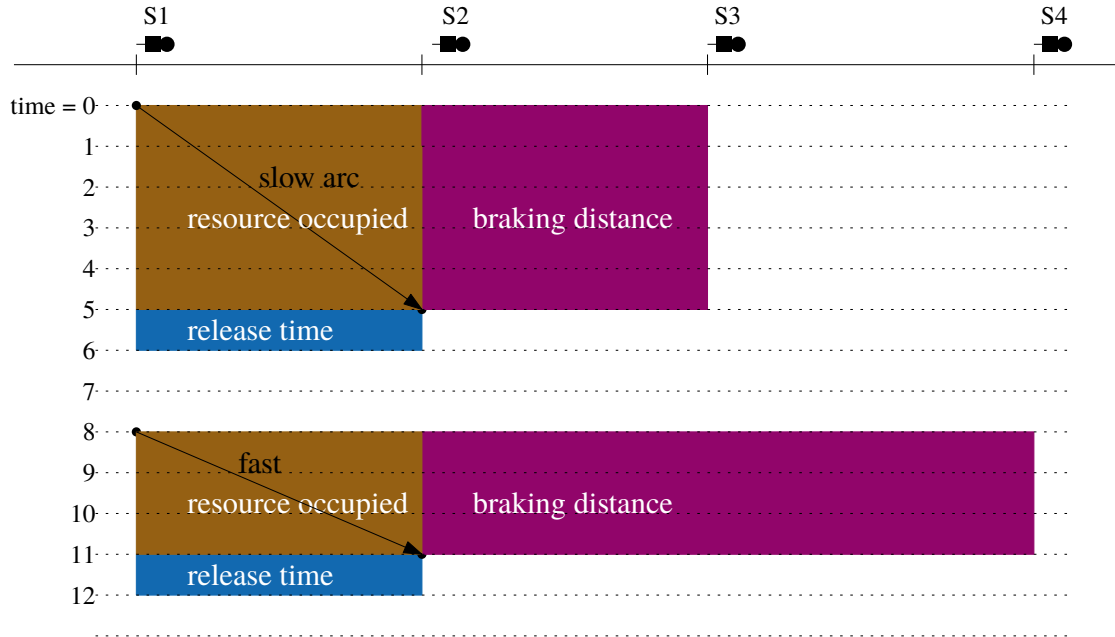 S1 S2 S3 S4
time = 0
1
slow arc
2
resource occupied braking distance
3
4
5
release time
6
7
8
fast
9
resource occupied braking distance
10
11
release time
12